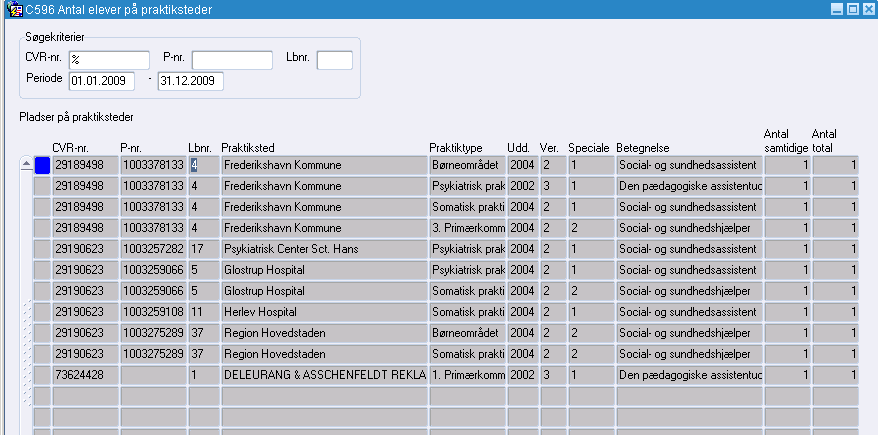 C596 Antal elever på praktiksteder
Søgekriterier
CVR-nr. % P-nr. Lbnr.
Periode 01.01.2009 - 31.12.2009
Pladser på praktiksteder
Antal Antal
CVR-nr. P-nr. Lbnr. Praktiksted Praktiktype Udd. Ver. Speciale Betegnelse samtidige total
29189498 1003378133 4 Frederikshavn Kommune Børneområdet 2004 2 1 Social- og sundhedsassistent 1 1
29189498 1003378133 4 Frederikshavn Kommune Psykiatrisk prak 2002 3 1 Den pædagogiske assistentud 1 1
29189498 1003378133 4 Frederikshavn Kommune Somatisk prakti 2004 2 1 Social- og sundhedsassistent 1 1
29189498 1003378133 4 Frederikshavn Kommune 3. Primærkomm 2004 2 2 Social- og sundhedshjælper 1 1
29190623 1003257282 17 Psykiatrisk Center Sct. Hans Psykiatrisk prak 2004 2 1 Social- og sundhedsassistent 1 1
29190623 1003259066 5 Glostrup Hospital Psykiatrisk prak 2004 2 1 Social- og sundhedsassistent 1 1
29190623 1003259066 5 Glostrup Hospital Somatisk prakti 2004 2 2 Social- og sundhedshjælper 1 1
29190623 1003259108 11 Herlev Hospital Somatisk prakti 2004 2 1 Social- og sundhedsassistent 1 1
29190623 1003275289 37 Region Hovedstaden Børneområdet 2004 2 2 Social- og sundhedshjælper 1 1
29190623 1003275289 37 Region Hovedstaden Somatisk prakti 2004 2 2 Social- og sundhedshjælper 1 1
73624428 1 DELEURANG & ASSCHENFELDT REKLA 1. Primærkomm 2002 3 1 Den pædagogiske assistentud 1 1